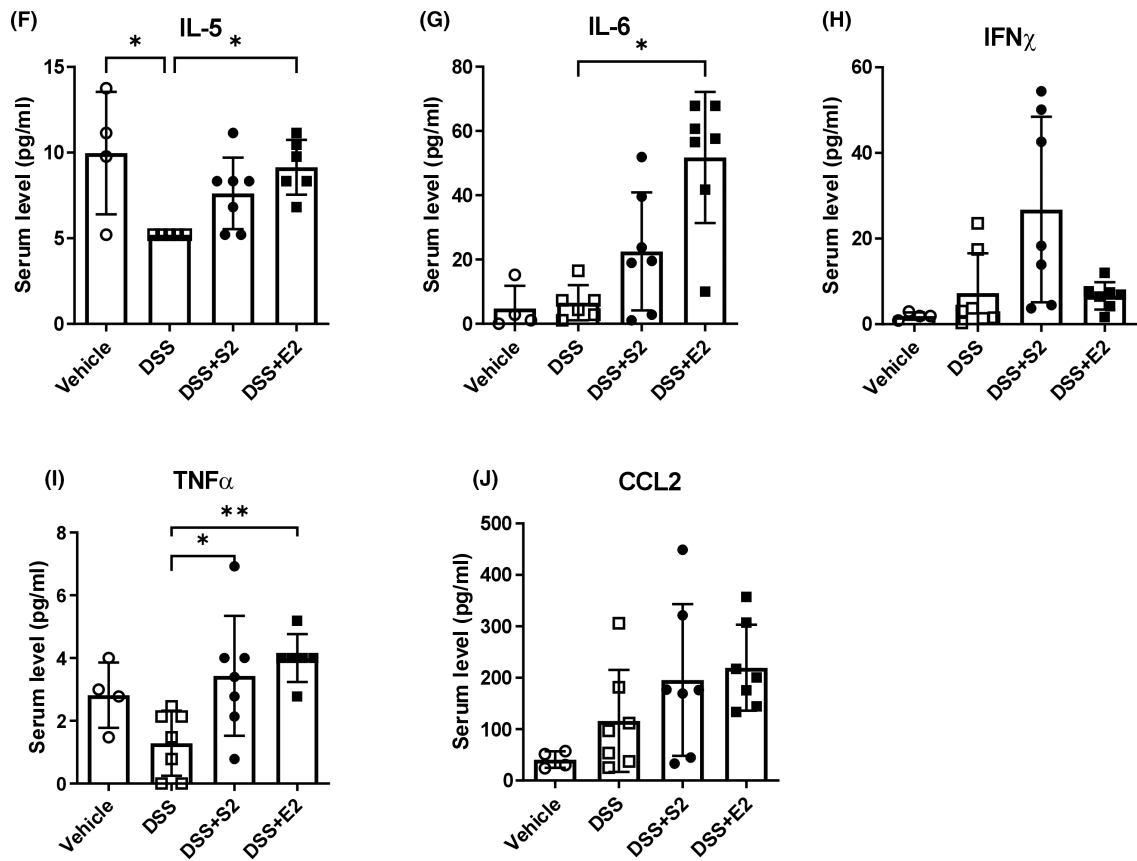 (F)
IL-5
*
*
Serum level (pg/ml)
15
10
5
0
Vehicle
DSS
DSS+S2
DSS+E2
(G)
IL-6
*
Serum level (pg/ml)
80
60
40
20
0
Vehicle
DSS
DSS+S2
DSS+E2
(H)
IFNχ
Serum level (pg/ml)
60
40
20
0
Vehicle
DSS
DSS+S2
DSS+E2
(I)
TNFα
**
*
Serum level (pg/ml)
8
6
4
2
0
Vehicle
DSS
DSS+S2
DSS+E2
(J)
CCL2
Serum level (pg/ml)
500
400
300
200
100
0
Vehicle
DSS
DSS+S2
DSS+E2